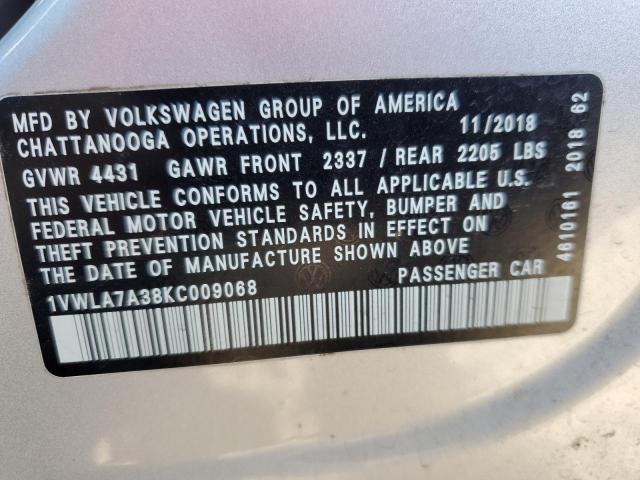 MFD BY VOLKSWAGEN GROUP OF AMERICA
CHATTANOOGA OPERATIONS, LLC. 11/2018
GVWR 4431 GAWR FRONT 2337 / REAR 2205 LBS
THIS VEHICLE CONFORMS TO ALL APPLICABLE U.S.
FEDERAL MOTOR VEHICLE SAFETY, BUMPER AND
THEFT PREVENTION STANDARDS IN EFFECT ON
THE DATE OF MANUFACTURE SHOWN ABOVE
1VWLA7A38KC009068 PASSENGER CAR
4610161 2018 62